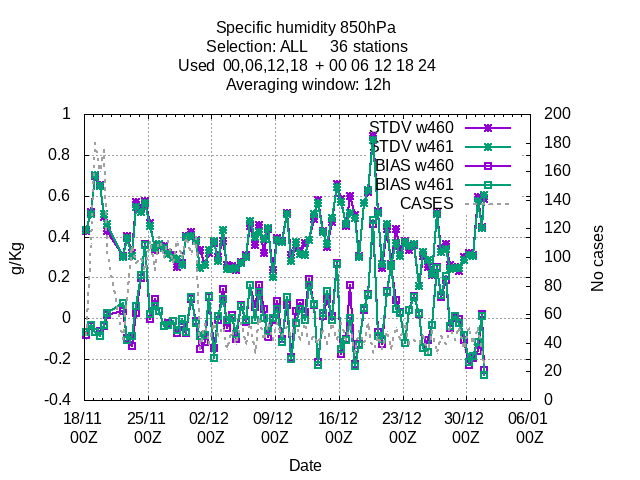 Specific humidity 850hPa
Selection: ALL     36 stations
Used  00,06,12,18  + 00 06 12 18 24
Averaging window: 12h
STDV w460
STDV w461
BIAS w460
BIAS w461
CASES
1
0.8
0.6
0.4
0.2
0
-0.2
-0.4
200
180
160
140
120
100
80
60
40
20
0
g/Kg
No cases
18/11 25/11 02/12 09/12 16/12 23/12 30/12 06/01
00Z 00Z 00Z 00Z 00Z 00Z 00Z 00Z
Date